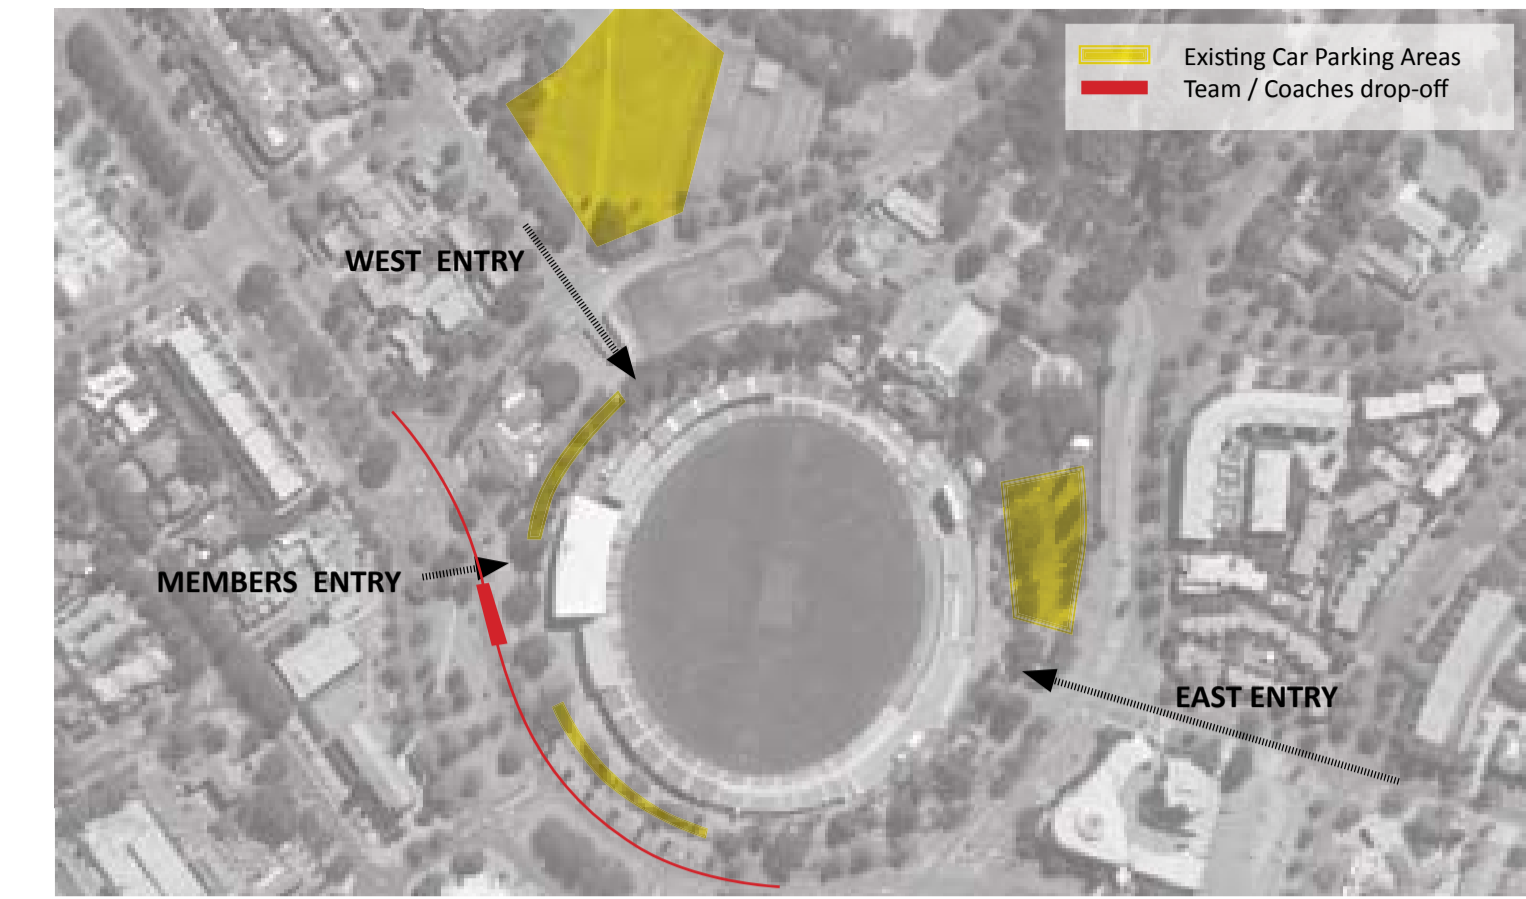 Existing Car Parking Areas
Team / Coaches drop-off
WEST ENTRY
MEMBERS ENTRY
EAST ENTRY